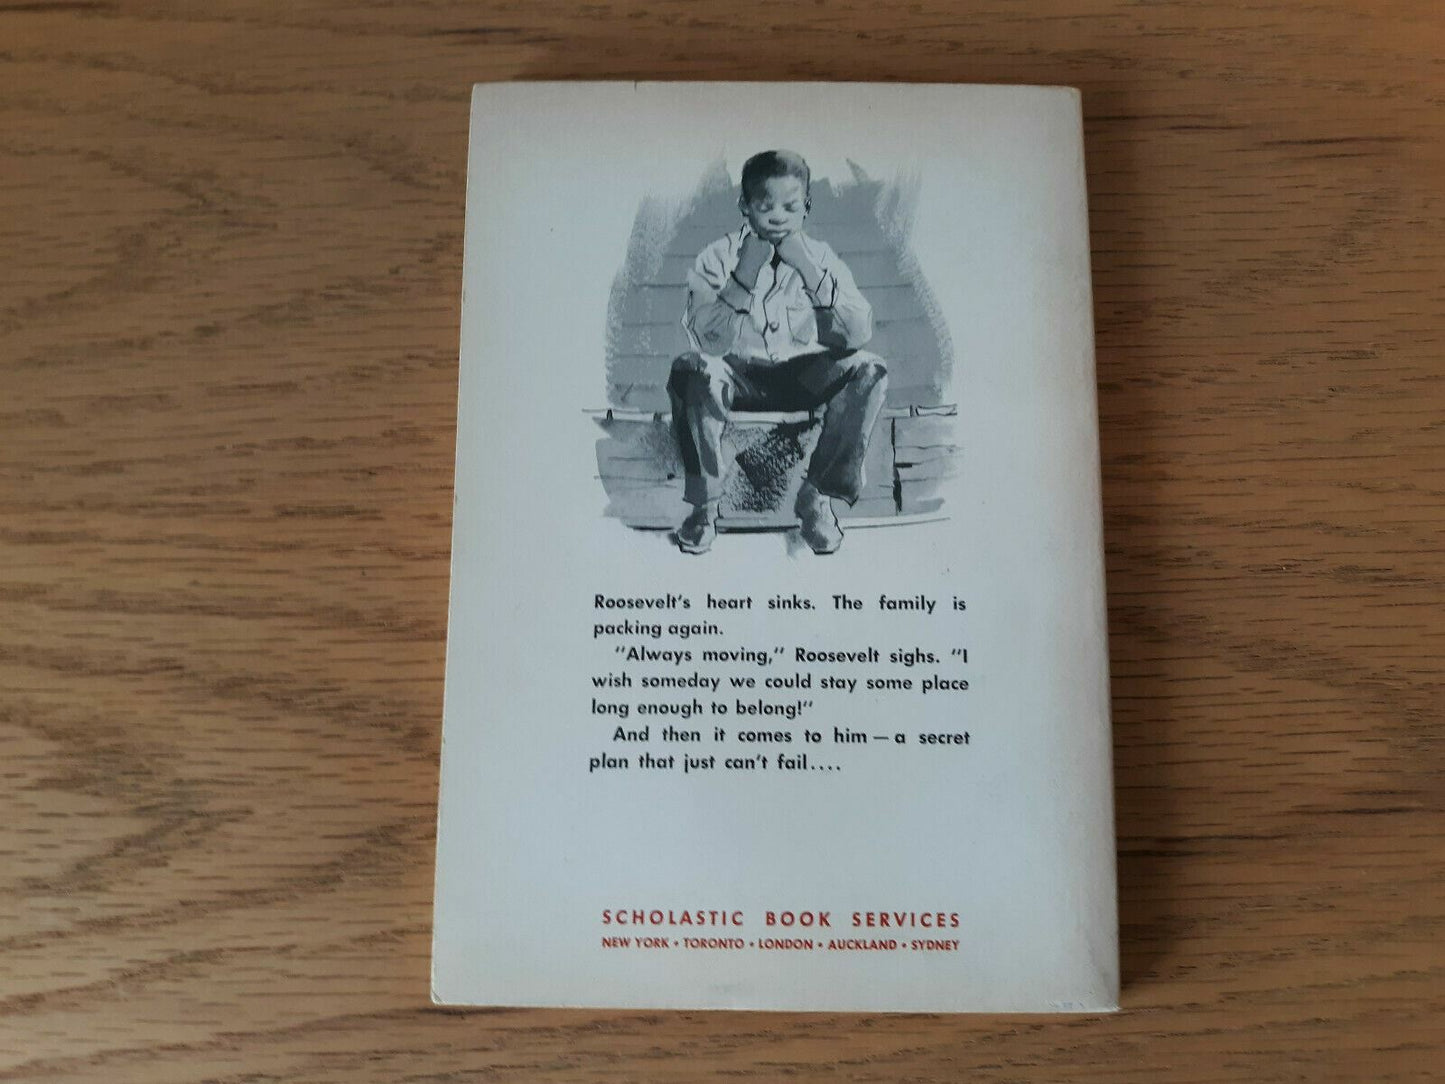 Roosevelt's heart sinks. The family is
packing again.
"Always moving," Roosevelt sighs. "I
wish someday we could stay some place
long enough to belong!"
And then it comes to him — a secret
plan that just can't fail....
SCHOLASTIC BOOK SERVICES
NEW YORK • TORONTO • LONDON • AUCKLAND • SYDNEY